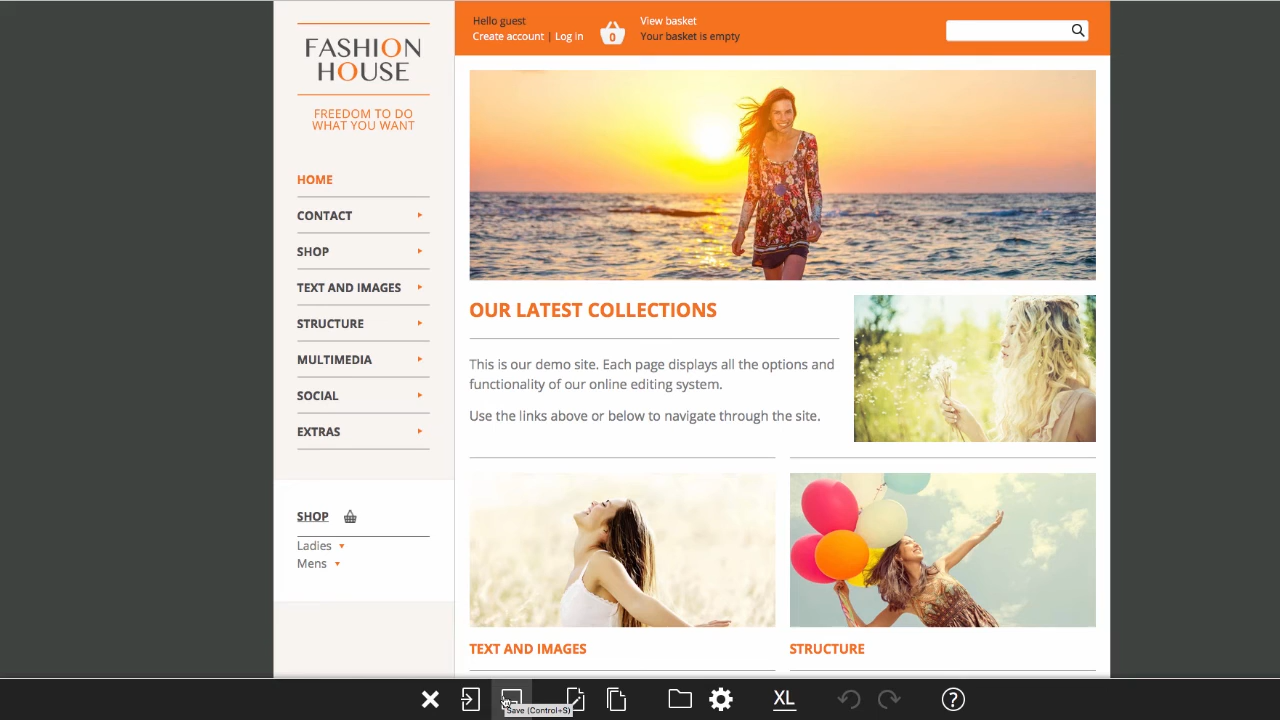 FASHION
HOUSE
FREEDOM TO DO
WHAT YOU WANT
HOME
CONTACT
SHOP
TEXT AND IMAGES
STRUCTURE
MULTIMEDIA
SOCIAL
EXTRAS
SHOP
Ladies
Mens
Hello guest
Create account | Log in
0
View basket
Your basket is empty
OUR LATEST COLLECTIONS
This is our demo site. Each page displays all the options and
functionality of our online editing system.
Use the links above or below to navigate through the site.
TEXT AND IMAGES
STRUCTURE
XL
?
Save (Control+S)